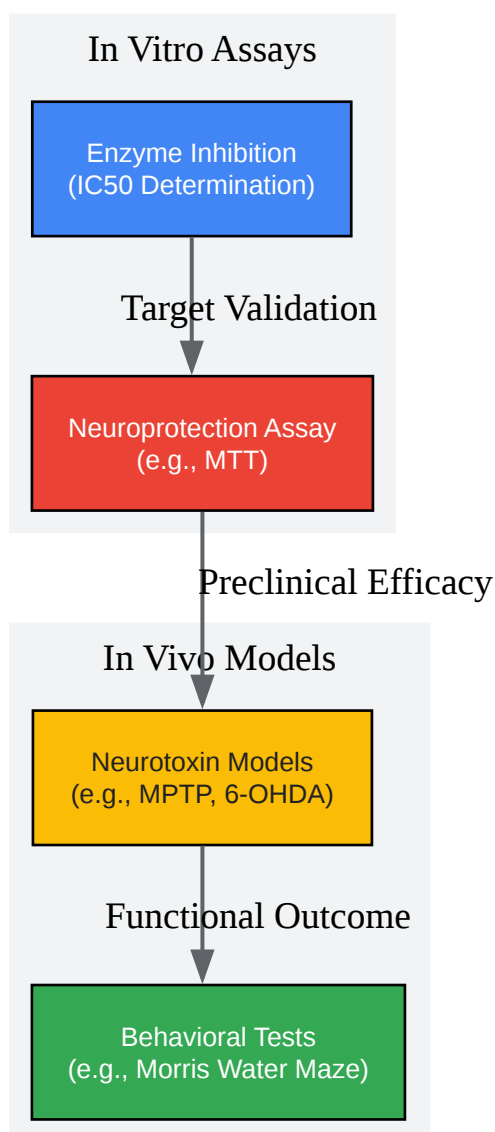 In Vitro Assays
Enzyme Inhibition
(IC50 Determination)
Target Validation
Neuroprotection Assay
(e.g., MTT)
Preclinical Efficacy
In Vivo Models
Neurotoxin Models
(e.g., MPTP, 6-OHDA)
Functional Outcome
Behavioral Tests
(e.g., Morris Water Maze)